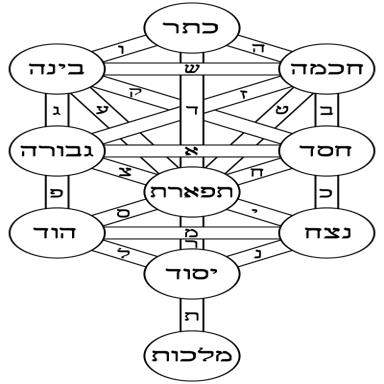 כתר
ה ו
חכמה ש בינה
ז ק
ב ט ד ע ג
חסד א גבורה
ח צ
כ תפארת פ
י ס
נצח מ הוד
ר
נ ל
יסוד
ת
מלכות